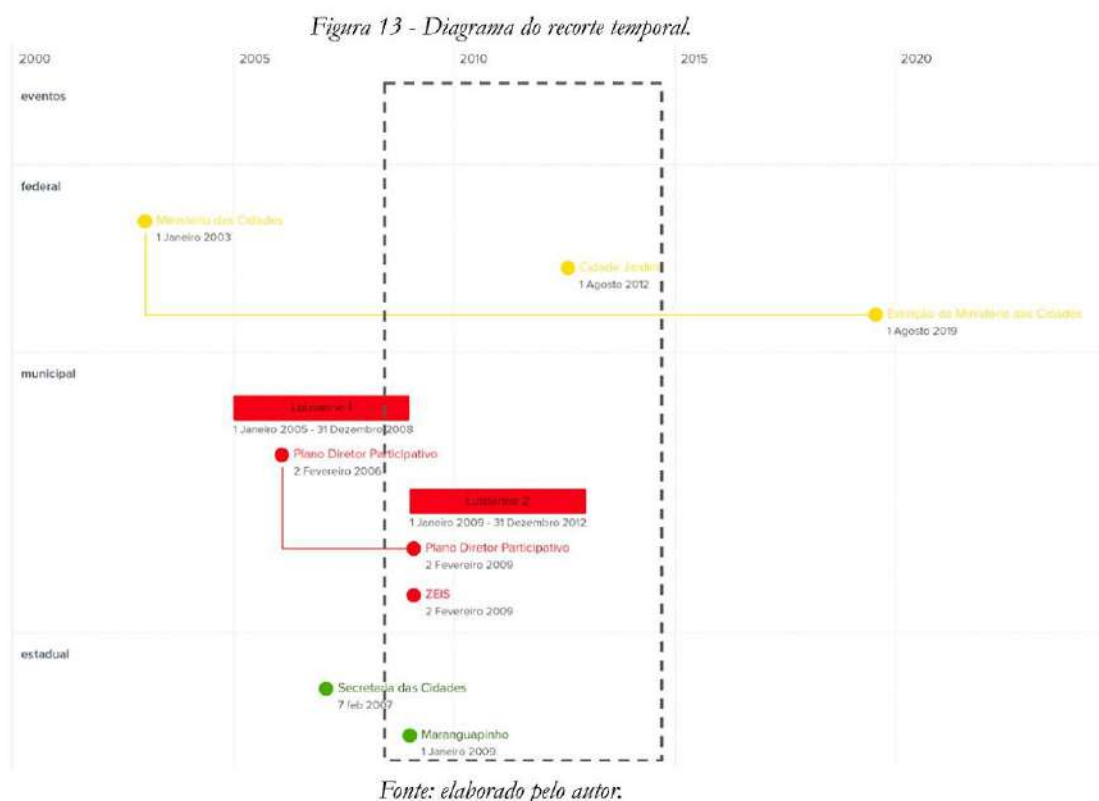 Figura 13 - Diagrama do recorte temporal.
2000 2005 2010 2015 2020
eventos
federal
Ministério das Cidades
1 Janeiro 2003
Cidade Jardim
1 Agosto 2012
Extinção do Ministério das Cidades
1 Agosto 2019
municipal
Luizianne 1
1 Janeiro 2005 - 31 Dezembro 2008
Plano Diretor Participativo
2 Fevereiro 2006
Luizianne 2
1 Janeiro 2009 - 31 Dezembro 2012
Plano Diretor Participativo
2 Fevereiro 2009
ZEIS
2 Fevereiro 2009
estadual
Secretaria das Cidades
7 feb 2007
Maranguapinho
1 Janeiro 2009
Fonte: elaborado pelo autor.